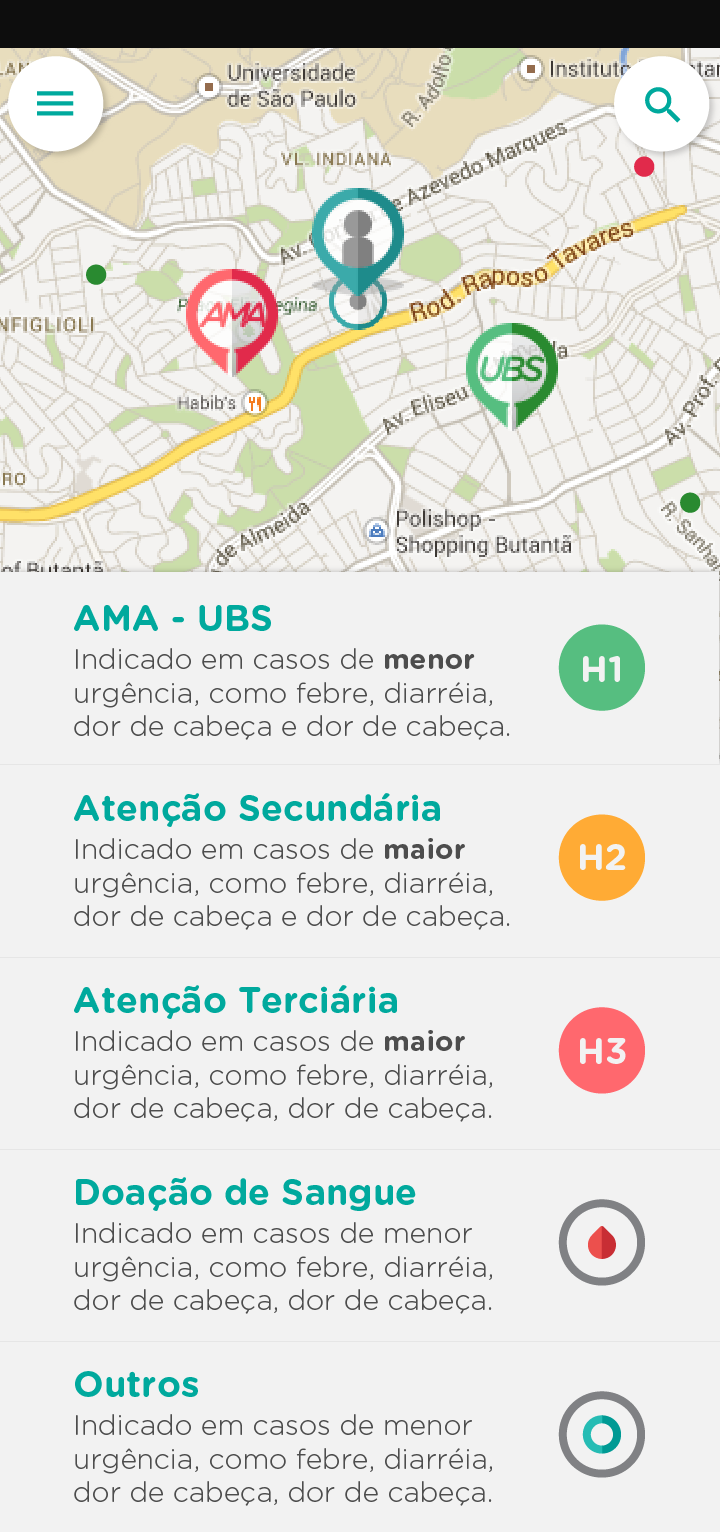 Universidade
de São Paulo
Instituto
R. Adolfo
VL. INDIANA
de Azevedo Marques
Av.
Rod. Raposo Tavares
NFIGLIOLI
AMA
egina
UBS
Habib's
Av. Eliseu
Av. Prof.
RO
de Almeida
Polishop -
Shopping Butantã
R. Sanhar
of Butantã
AMA - UBS
Indicado em casos de menor
urgência, como febre, diarréia,
dor de cabeça e dor de cabeça.
H1
Atenção Secundária
Indicado em casos de maior
urgência, como febre, diarréia,
dor de cabeça e dor de cabeça.
H2
Atenção Terciária
Indicado em casos de maior
urgência, como febre, diarréia,
dor de cabeça, dor de cabeça.
H3
Doação de Sangue
Indicado em casos de menor
urgência, como febre, diarréia,
dor de cabeça, dor de cabeça.
Outros
Indicado em casos de menor
urgência, como febre, diarréia,
dor de cabeça, dor de cabeça.